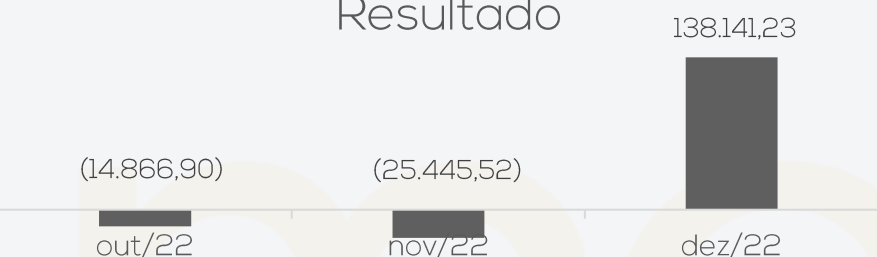 Resultado
138.141,23
(14.866,90)
(25.445,52)
out/22
nov/22
dez/22